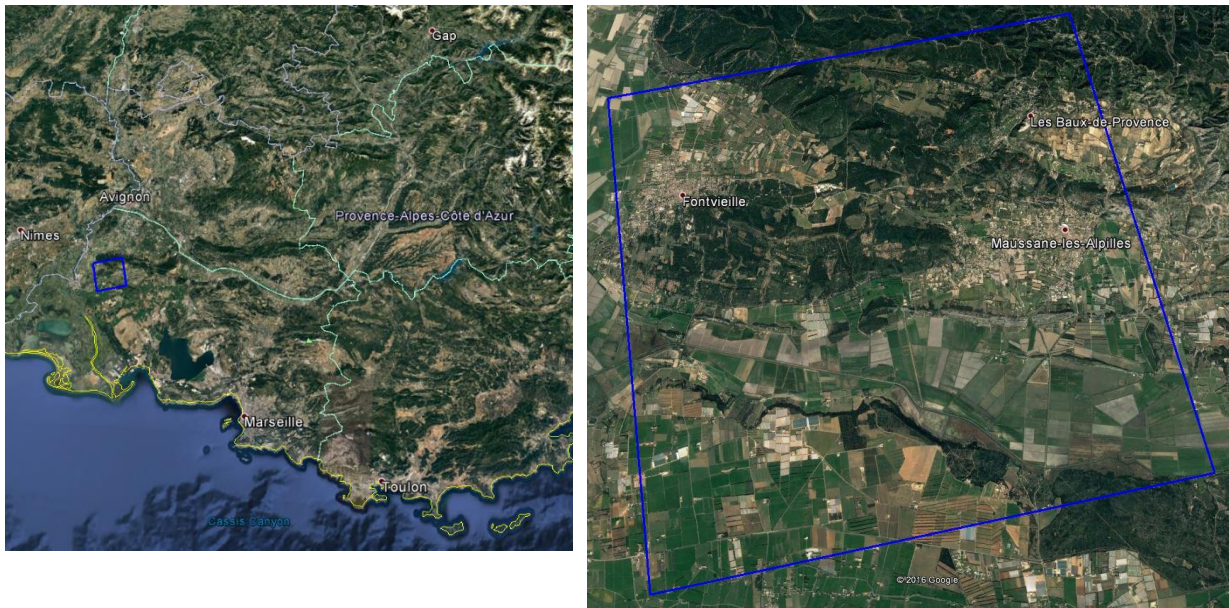 Gap
Avignon
Provence-Alpes-Côte d'Azur
Nimes
Marseille
Toulon
Cassis Canyon
Les Baux-de-Provence
Fontvieille
Maussane-les-Alpilles
© 2016 Google